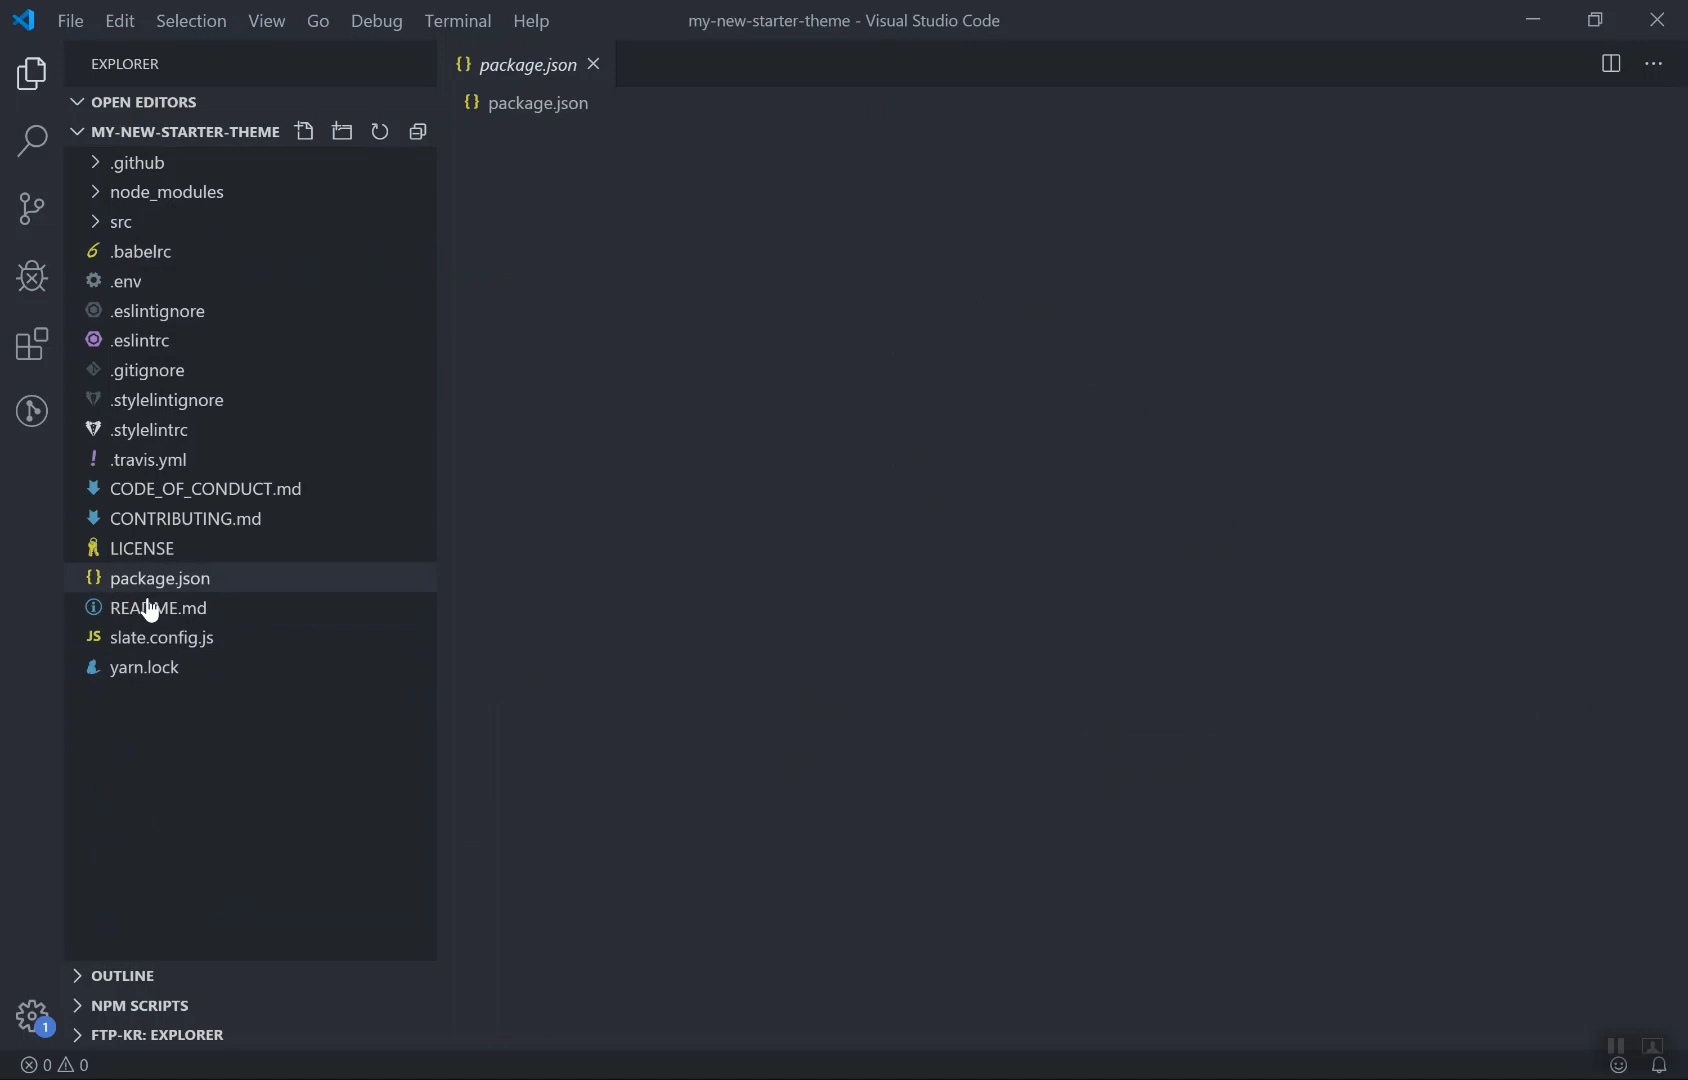 File Edit Selection View Go Debug Terminal Help my-new-starter-theme - Visual Studio Code
EXPLORER
{} package.json
OPEN EDITORS
{} package.json
MY-NEW-STARTER-THEME
.github
node_modules
src
.babelrc
.env
.eslintignore
.eslintrc
.gitignore
.stylelintignore
.stylelintrc
! .travis.yml
CODE_OF_CONDUCT.md
CONTRIBUTING.md
LICENSE
{} package.json
README.md
JS slate.config.js
yarn.lock
OUTLINE
NPM SCRIPTS
1
FTP-KR: EXPLORER
0 0